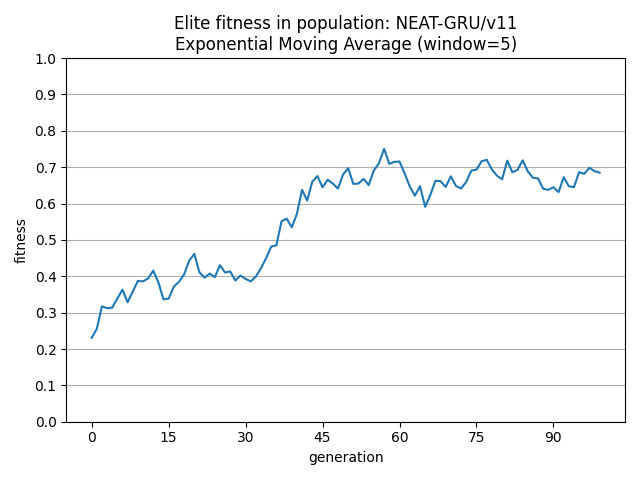 Elite fitness in population: NEAT-GRU/v11
Exponential Moving Average (window=5)
1.0
0.9
0.8
0.7
0.6
0.5
0.4
0.3
0.2
0.1
0.0
fitness
0 15 30 45 60 75 90
generation